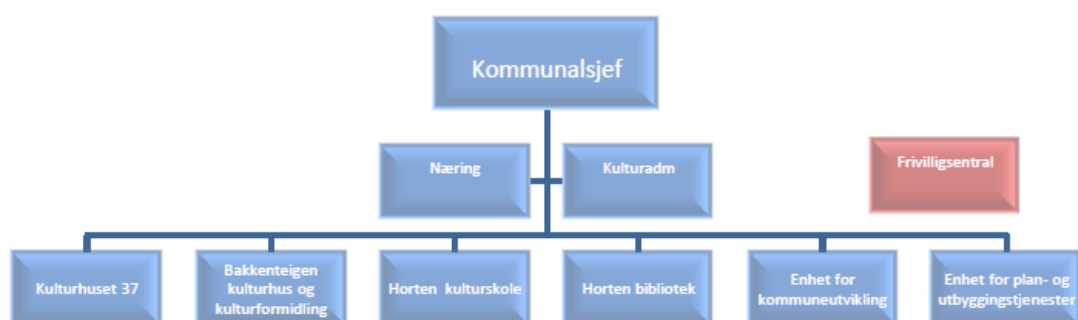 Kommunalsjef
Næring
Kulturadm
Frivilligsentral
Kulturhuset 37
Bakkenteigen
kulturhus og
kulturformidling
Horten kulturskole
Horten bibliotek
Enhet for
kommuneutvikling
Enhet for plan- og
utbyggingstjenester